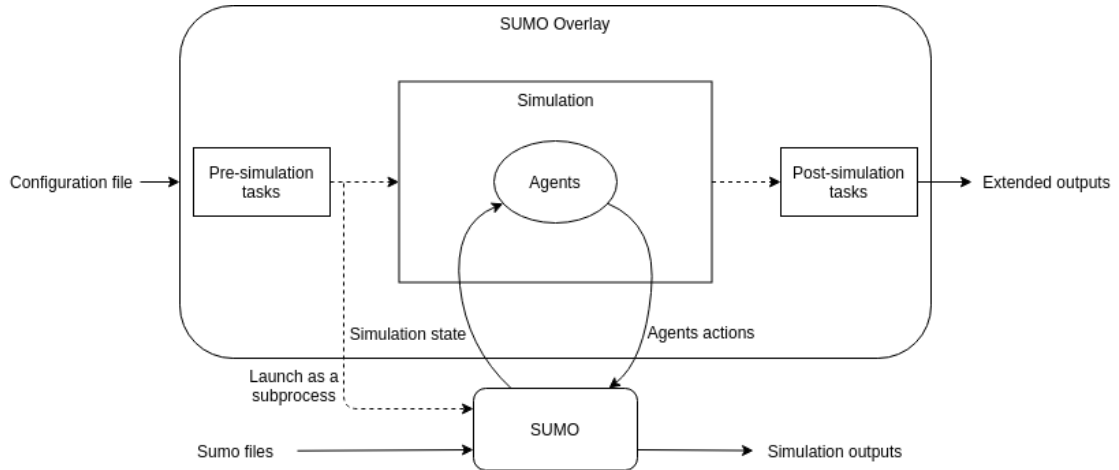 SUMO Overlay
Simulation
Configuration file
Pre-simulation
tasks
Agents
Post-simulation
tasks
Extended outputs
Simulation state
Agents actions
Launch as a
subprocess
SUMO
Sumo files
Simulation outputs